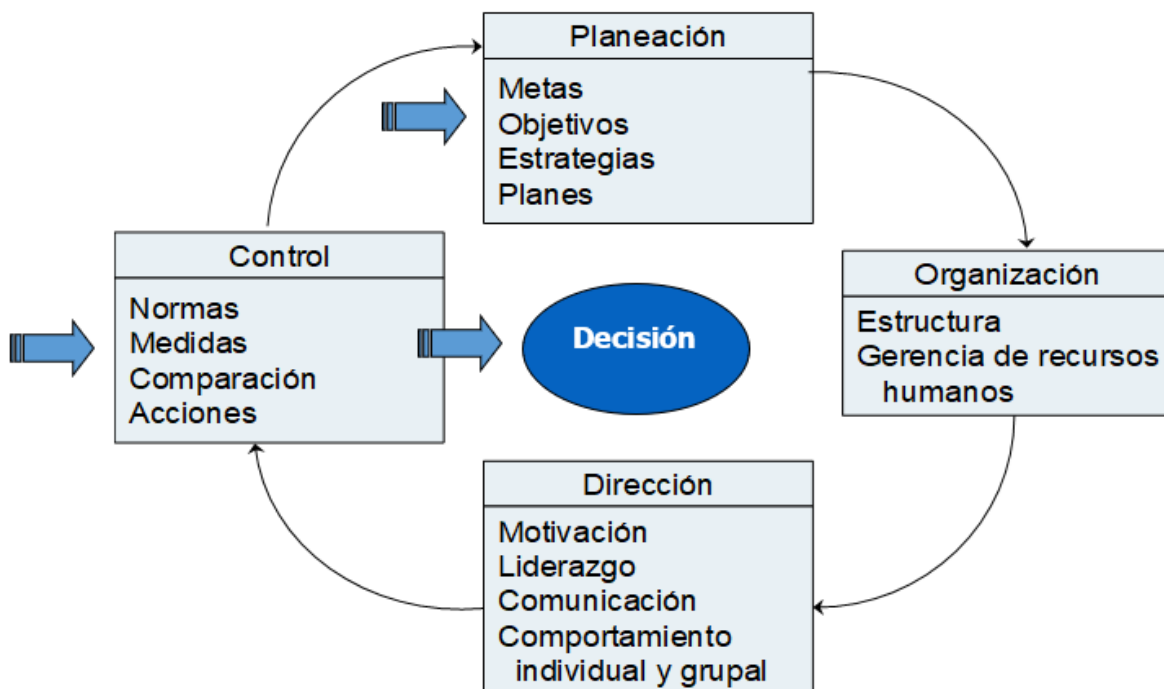 Planeación
Metas
Objetivos
Estrategias
Planes
Control
Normas
Medidas
Comparación
Acciones
Decisión
Organización
Estructura
Gerencia de recursos
humanos
Dirección
Motivación
Liderazgo
Comunicación
Comportamiento
individual y grupal